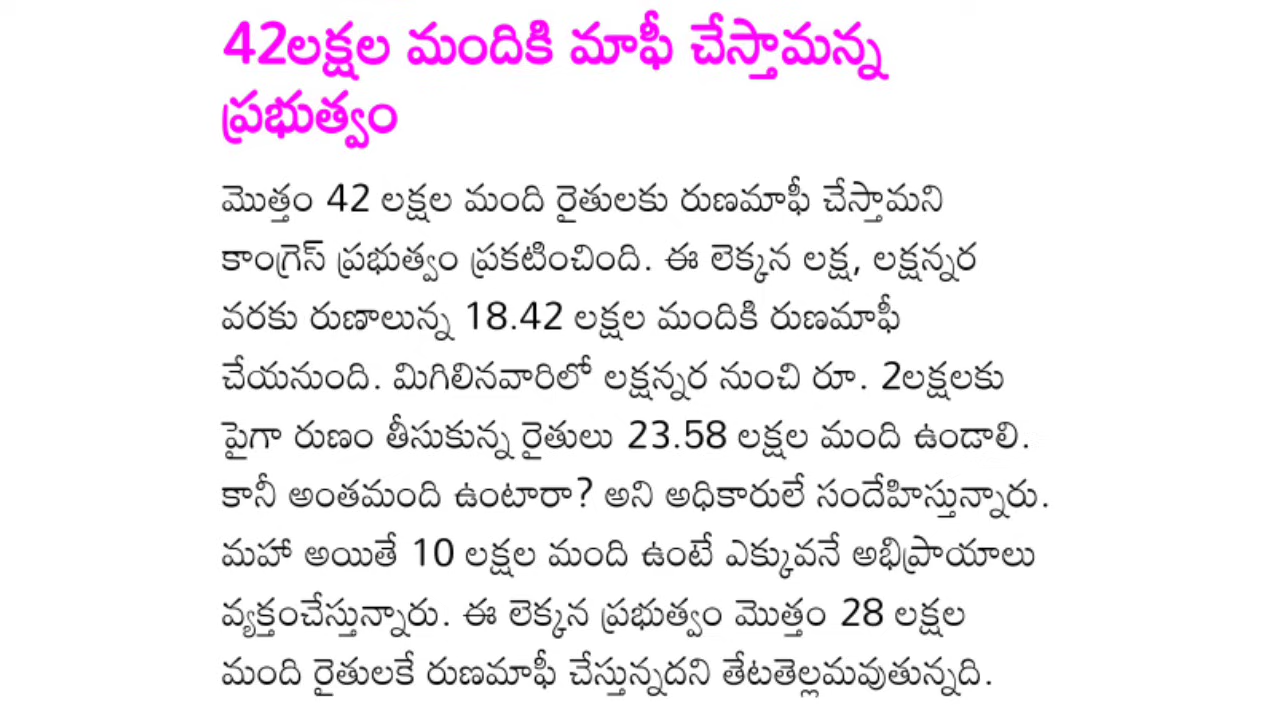 42లక్షల మందికి మాఫీ చేస్తామన్న
ప్రభుత్వం
మొత్తం 42 లక్షల మంది రైతులకు రుణమాఫీ చేస్తామని
కాంగ్రెస్ ప్రభుత్వం ప్రకటించింది. ఈ లెక్కన లక్ష, లక్షన్నర
వరకు రుణాలున్న 18.42 లక్షల మందికి రుణమాఫీ
చేయనుంది. మిగిలినవారిలో లక్షన్నర నుంచి రూ. 2లక్షలకు
పైగా రుణం తీసుకున్న రైతులు 23.58 లక్షల మంది ఉండాలి.
కానీ అంతమంది ఉంటారా? అని అధికారులే సందేహిస్తున్నారు.
మహా అయితే 10 లక్షల మంది ఉంటే ఎక్కువనే అభిప్రాయాలు
వ్యక్తంచేస్తున్నారు. ఈ లెక్కన ప్రభుత్వం మొత్తం 28 లక్షల
మంది రైతులకే రుణమాఫీ చేస్తున్నదని తేటతెల్లమవుతున్నది.